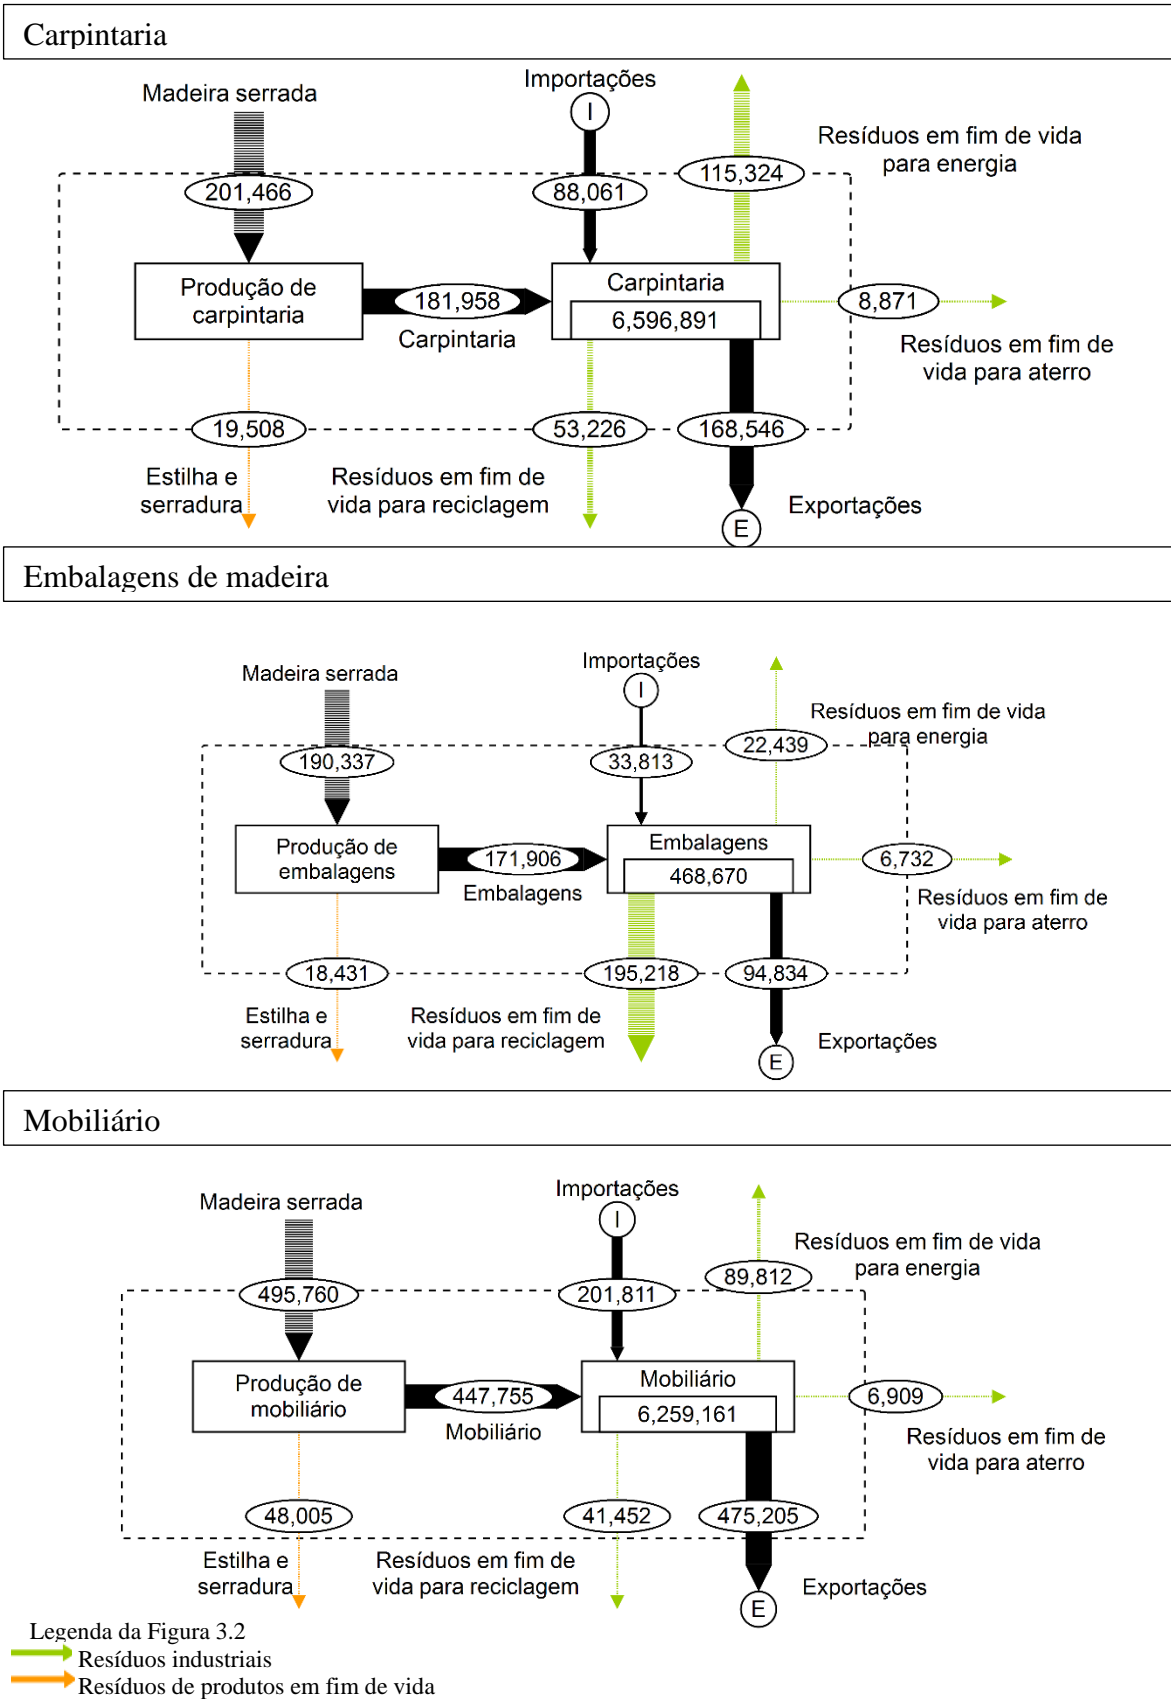 Carpintaria
Importações
Madeira serrada
I
Resíduos em fim de vida
para energia
115,324
201,466
88,061
Produção de
carpintaria
181,958
Carpintaria
Carpintaria
6,596,891
8,871
Resíduos em fim de
vida para aterro
19,508
53,226
168,546
Estilha e
serradura
Resíduos em fim de
vida para reciclagem
Exportações
E
Embalagens de madeira
Importações
Madeira serrada
I
Resíduos em fim de vida
para energia
22,439
190,337
33,813
Produção de
embalagens
171,906
Embalagens
Embalagens
468,670
6,732
Resíduos em fim de
vida para aterro
18,431
195,218
94,834
Estilha e
serradura
Resíduos em fim de
vida para reciclagem
Exportações
E
Mobiliário
Importações
Madeira serrada
I
Resíduos em fim de vida
para energia
89,812
495,760
201,811
Produção de
mobiliário
447,755
Mobiliário
Mobiliário
6,259,161
6,909
Resíduos em fim de
vida para aterro
48,005
41,452
475,205
Estilha e
serradura
Resíduos em fim de
vida para reciclagem
Exportações
E
Legenda da Figura 3.2
Resíduos industriais
Resíduos de produtos em fim de vida